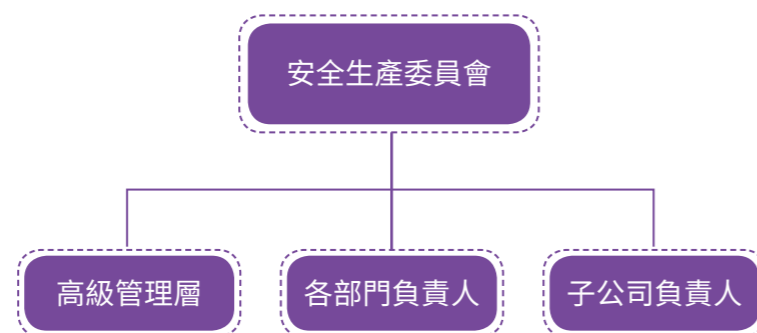 安全生產委員會
高級管理層
各部門負責人
子公司負責人